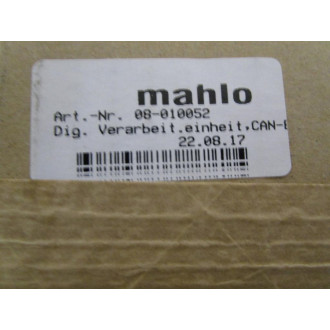 mahlo
Art.-Nr. 08-010052
Dig. Verarbeit.einheit,CAN-
22.08.17